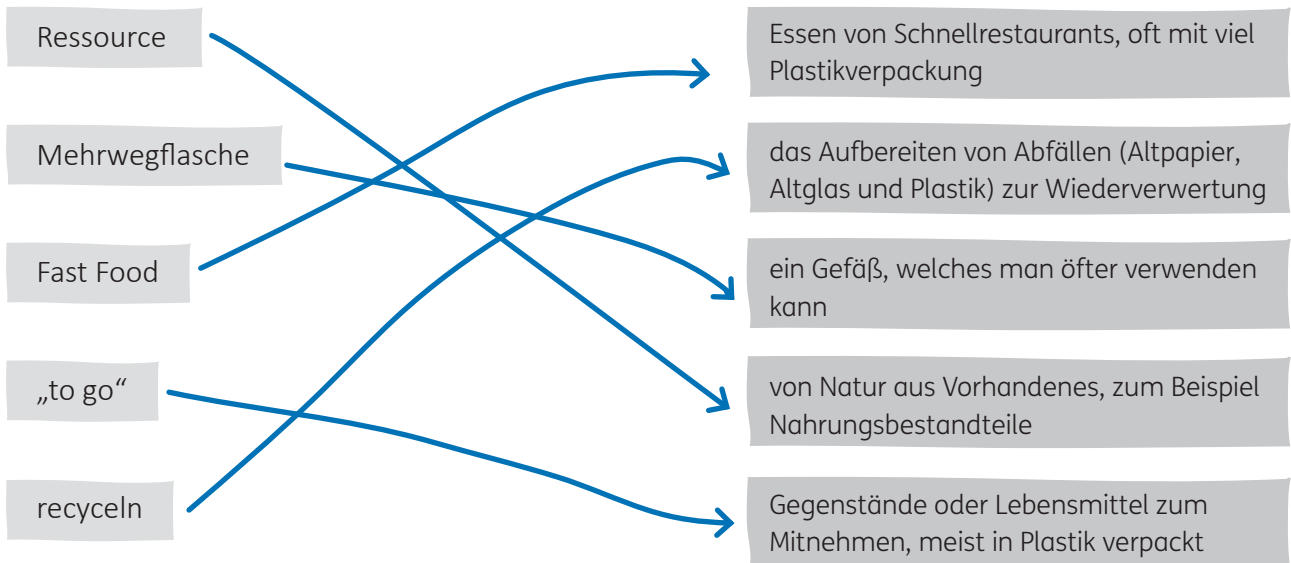 Ressource
Mehrwegflasche
Fast Food
„to go“
recyceln
Essen von Schnellrestaurants, oft mit viel
Plastikverpackung
das Aufbereiten von Abfällen (Altpapier,
Altglas und Plastik) zur Wiederverwertung
ein Gefäß, welches man öfter verwenden
kann
von Natur aus Vorhandenes, zum Beispiel
Nahrungsbestandteile
Gegenstände oder Lebensmittel zum
Mitnehmen, meist in Plastik verpackt